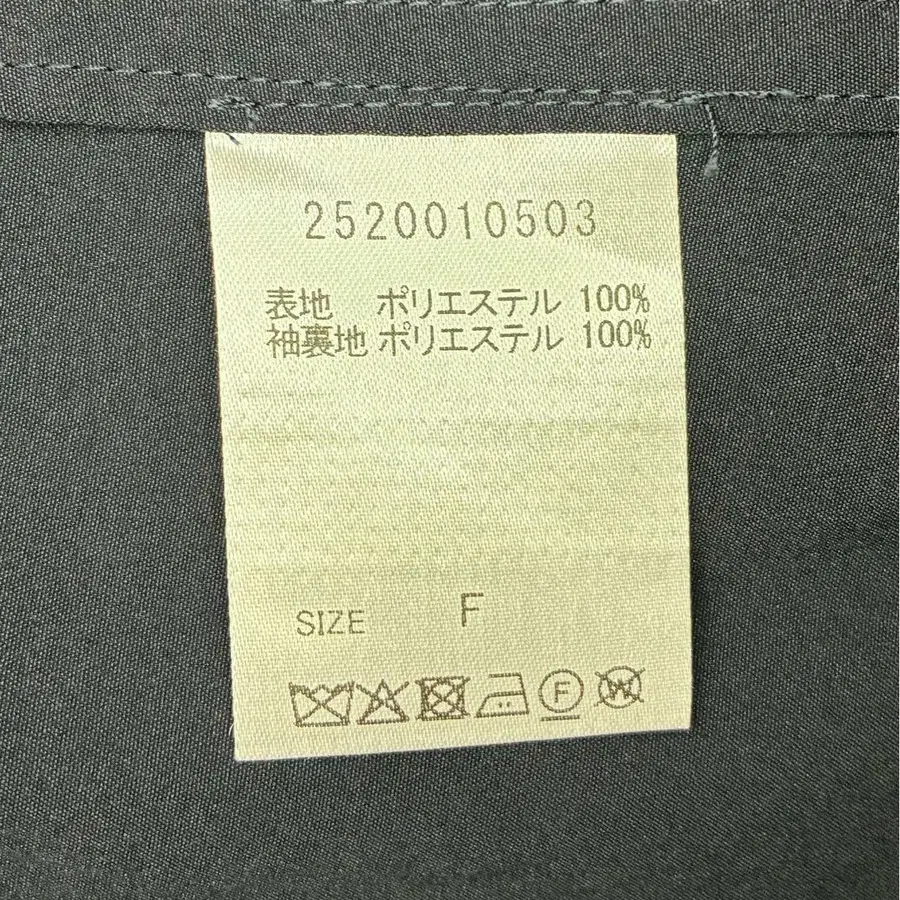 2520010503
表地 ポリエステル 100%
袖裏地 ポリエステル 100%
SIZE F
F W